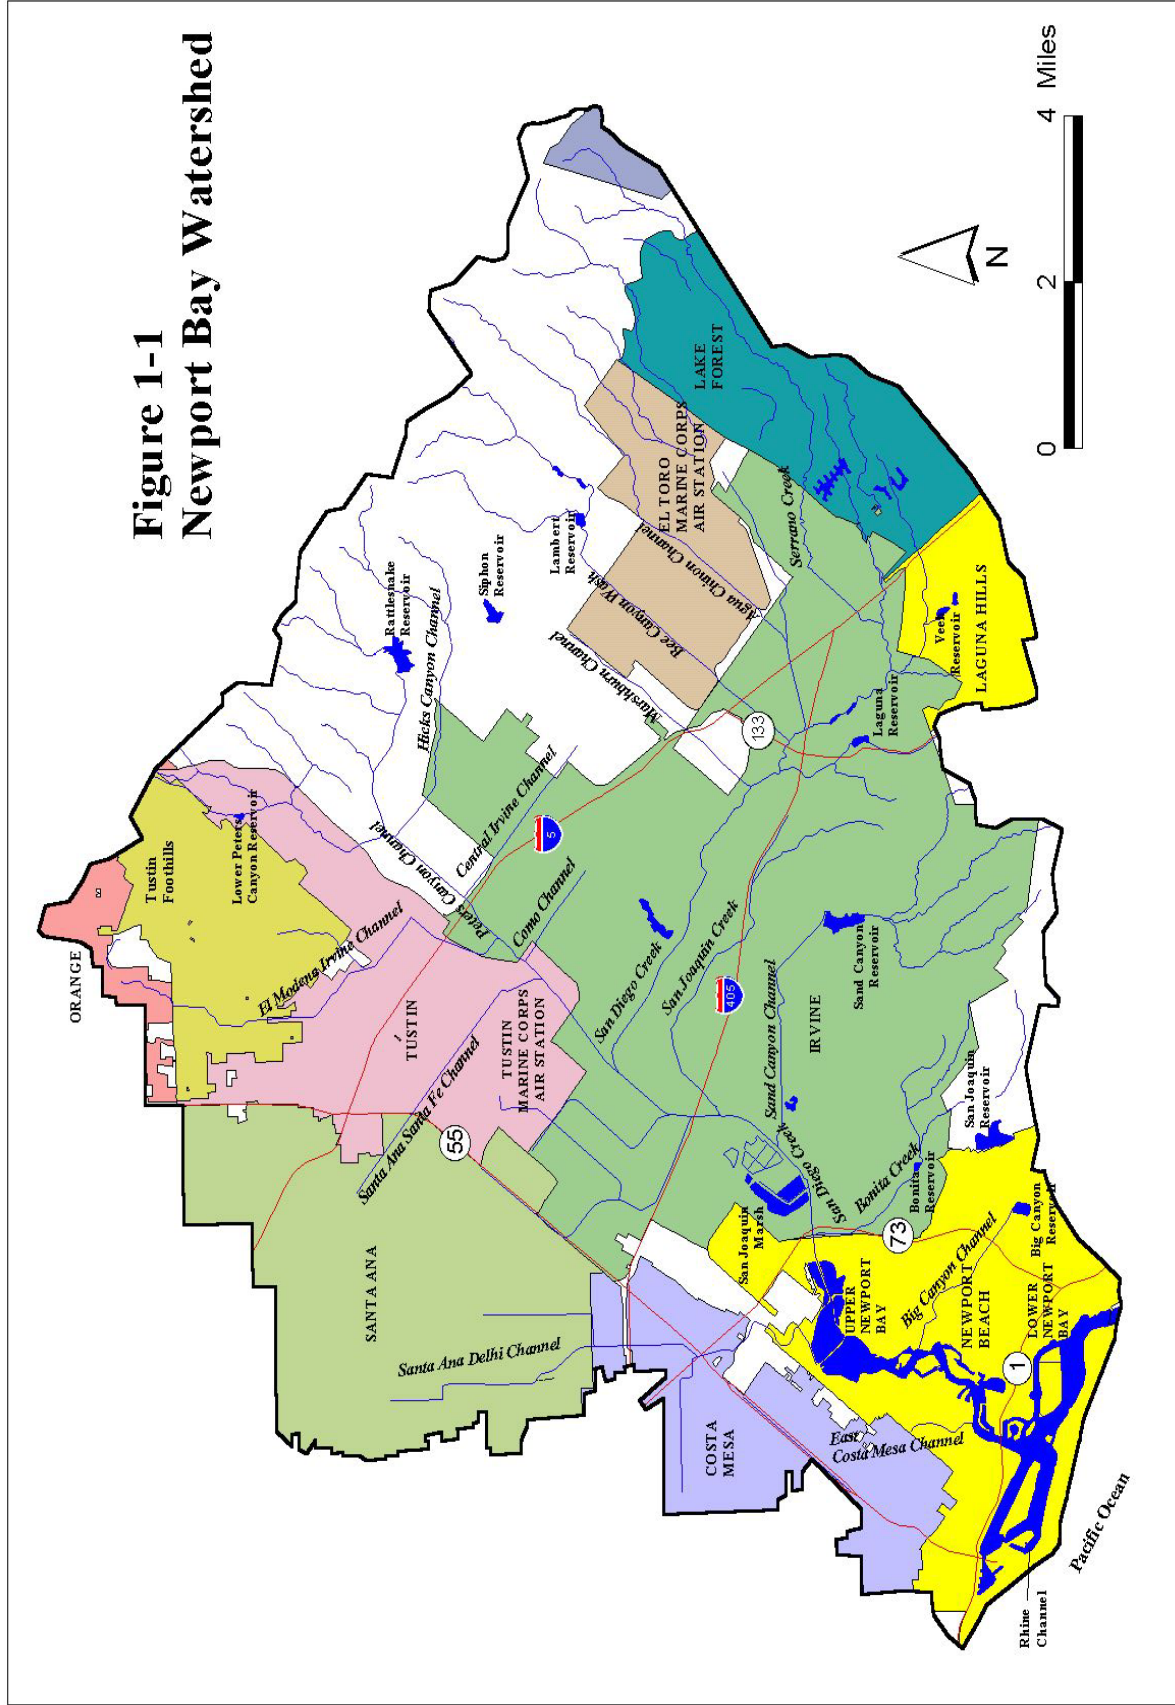 Figure 1-1
Newport Bay Watershed
ORANGE
Tustin
Foothills
Lower Peters
Canyon Reservoir
El Modena Irvine Channel
Rattlesnake
Reservoir
Hicks Canyon Channel
Siphon
Reservoir
Lambert
Reservoir
Peters Canyon Channel
Central Irvine Channel
Como Channel
TUSTIN
Santa Ana Santa Fe Channel
TUSTIN
MARINE CORPS
AIR STATION
Marshburn Channel
Bee Canyon Wash
Agua Chinon Channel
EL TORO
MARINE CORPS
AIR STATION
LAKE
FOREST
Serrano Creek
5
55
133
405
SANTA ANA
Santa Ana Delhi Channel
San Diego Creek
San Joaquin Creek
Sand Canyon Channel
IRVINE
Sand Canyon
Reservoir
Laguna
Reservoir
Veeh
Reservoir
LAGUNA HILLS
San Joaquin
Reservoir
San Joaquin
Marsh
San Diego Creek
Bonita Creek
Bonita
Reservoir
73
COSTA
MESA
East
Costa Mesa Channel
UPPER
NEWPORT
BAY
Big Canyon Channel
Big Canyon
Reservoir
NEWPORT
BEACH
LOWER
NEWPORT
BAY
1
Rhine
Channel
Pacific Ocean
N
0 2 4 Miles